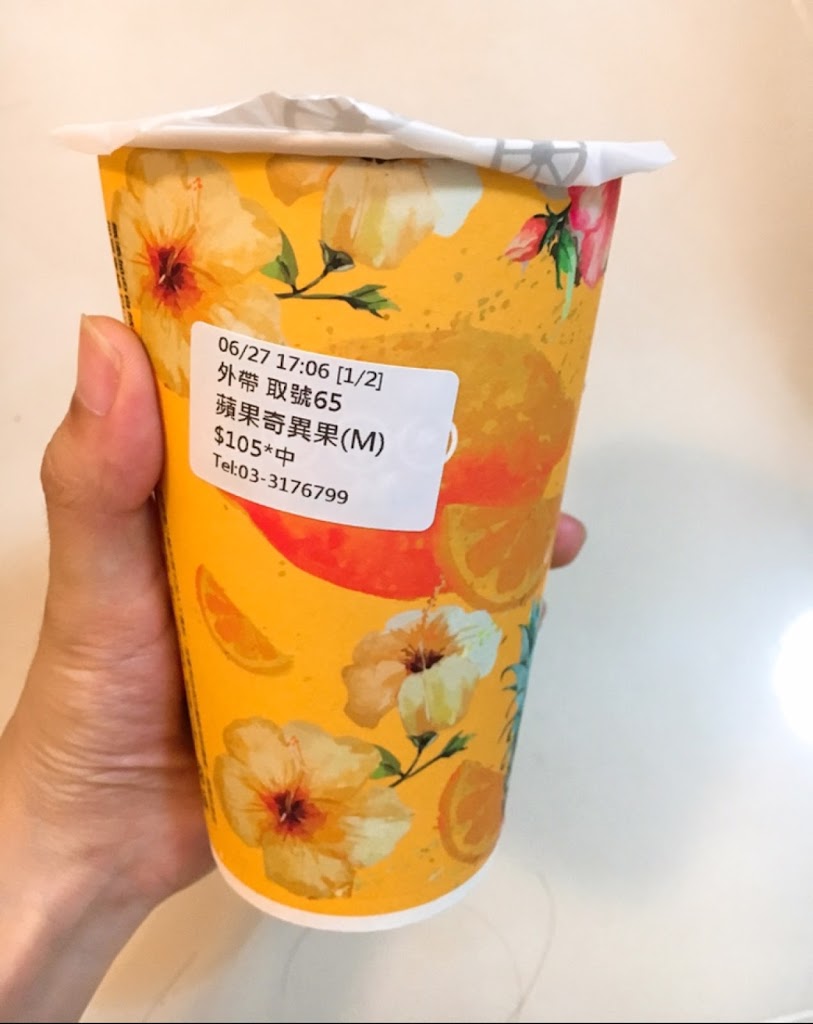 06/27 17:06 [1/2]
外帶 取號65
蘋果奇異果(M)
$105*中
Tel:03-3176799